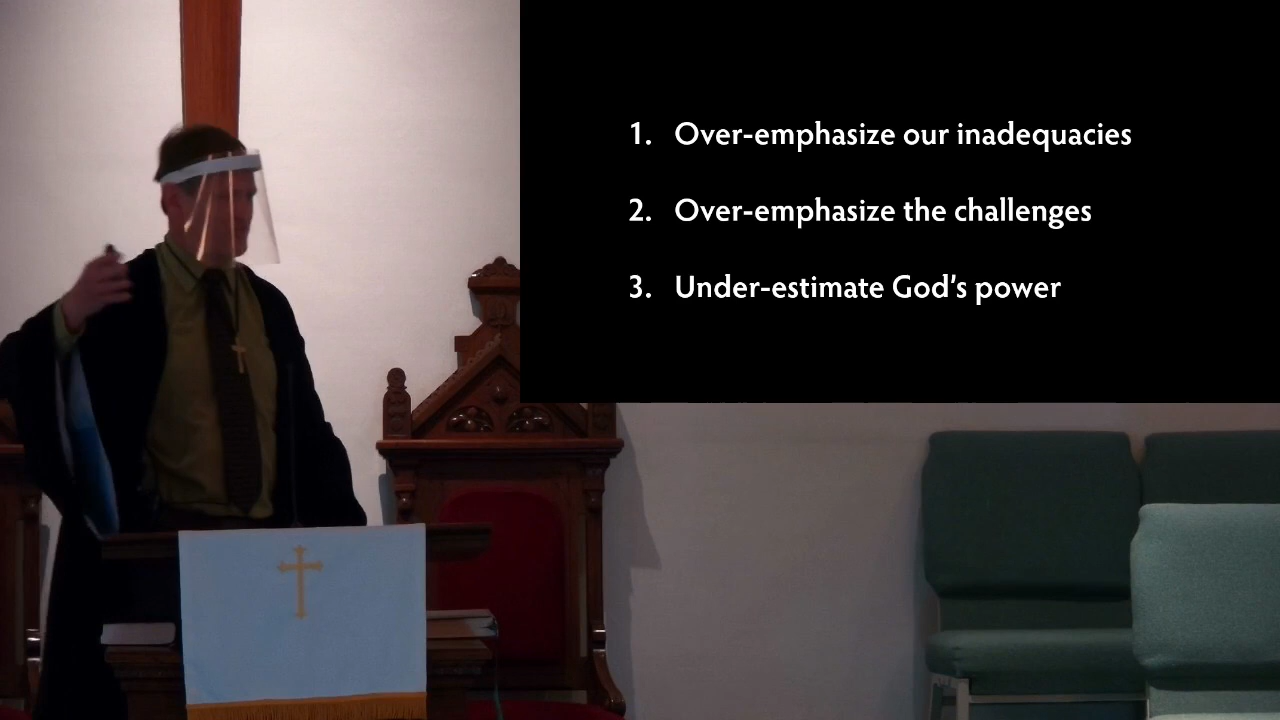 1. Over-emphasize our inadequacies
2. Over-emphasize the challenges
3. Under-estimate God's power